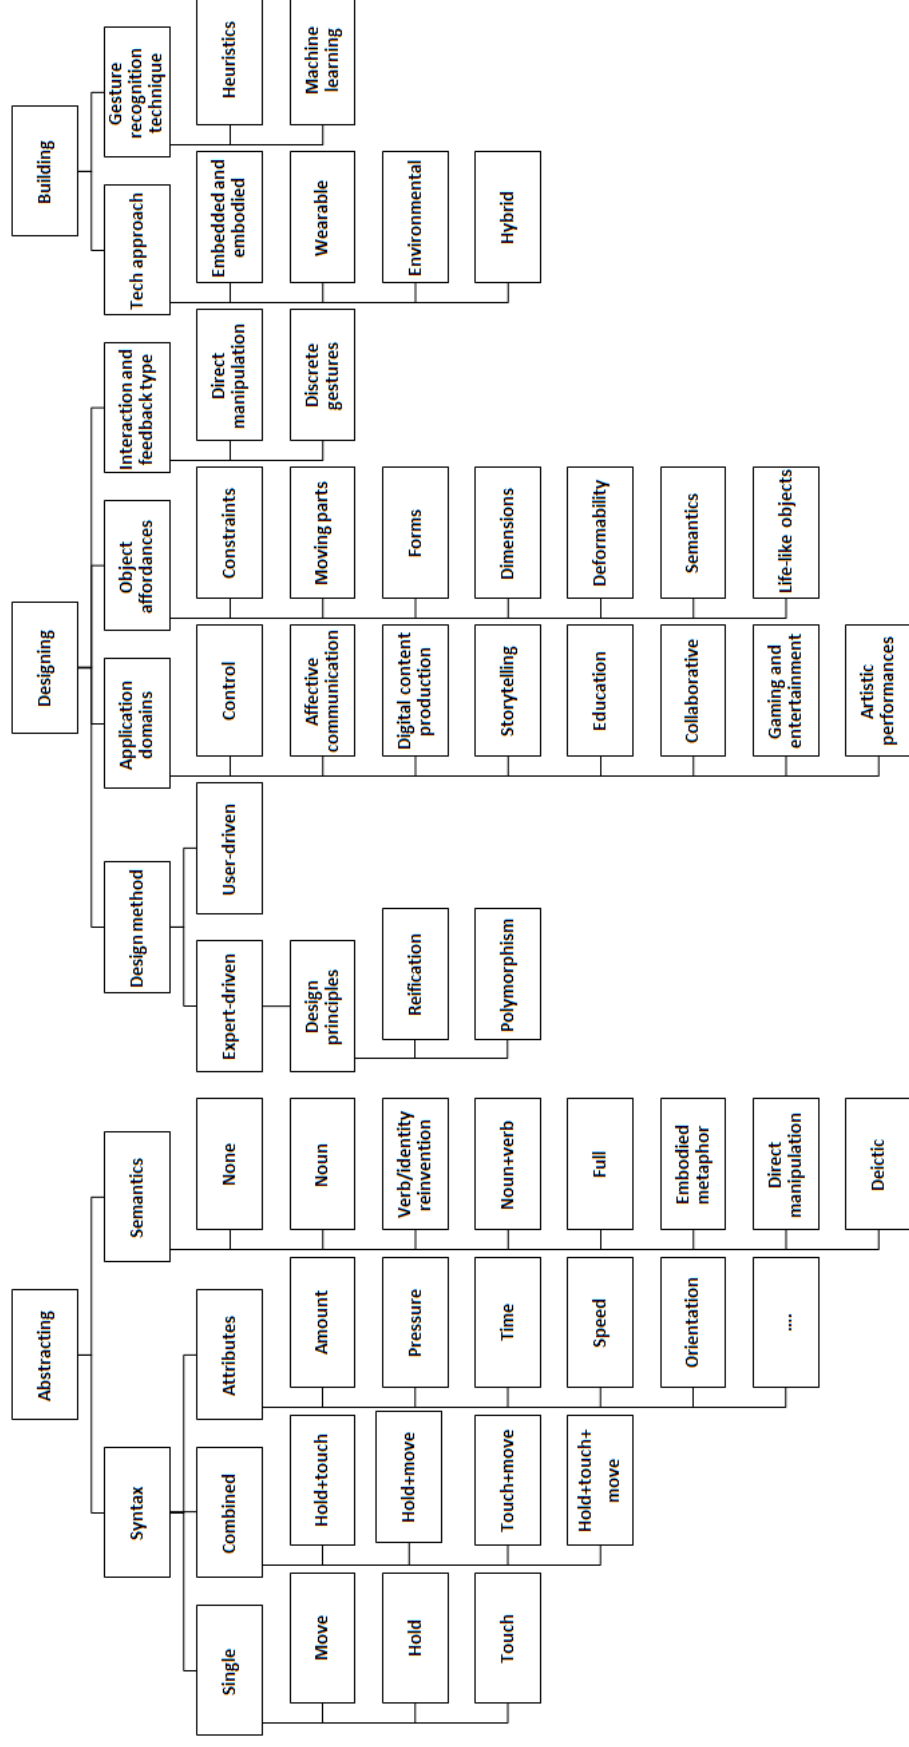 Abstracting
Syntax
Single
Move
Hold
Touch
Combined
Hold+touch
Hold+move
Touch+move
Hold+touch+
move
Attributes
Amount
Pressure
Time
Speed
Orientation
....
Semantics
None
Noun
Verb/identity
reinvention
Noun+verb
Full
Embodied
metaphor
Direct
manipulation
Deictic
Designing
Design method
Expert-driven
Design
principles
Reification
Polymorphism
User-driven
Application
domains
Control
Affective
communication
Digital content
production
Storytelling
Education
Collaborative
Gaming and
entertainment
Artistic
performances
Object
affordances
Constraints
Moving parts
Forms
Dimensions
Deformability
Semantics
Life-like objects
Interaction and
feedback type
Direct
manipulation
Discrete
gestures
Building
Tech approach
Embedded and
embodied
Wearable
Environmental
Hybrid
Gesture
recognition
technique
Heuristics
Machine
learning